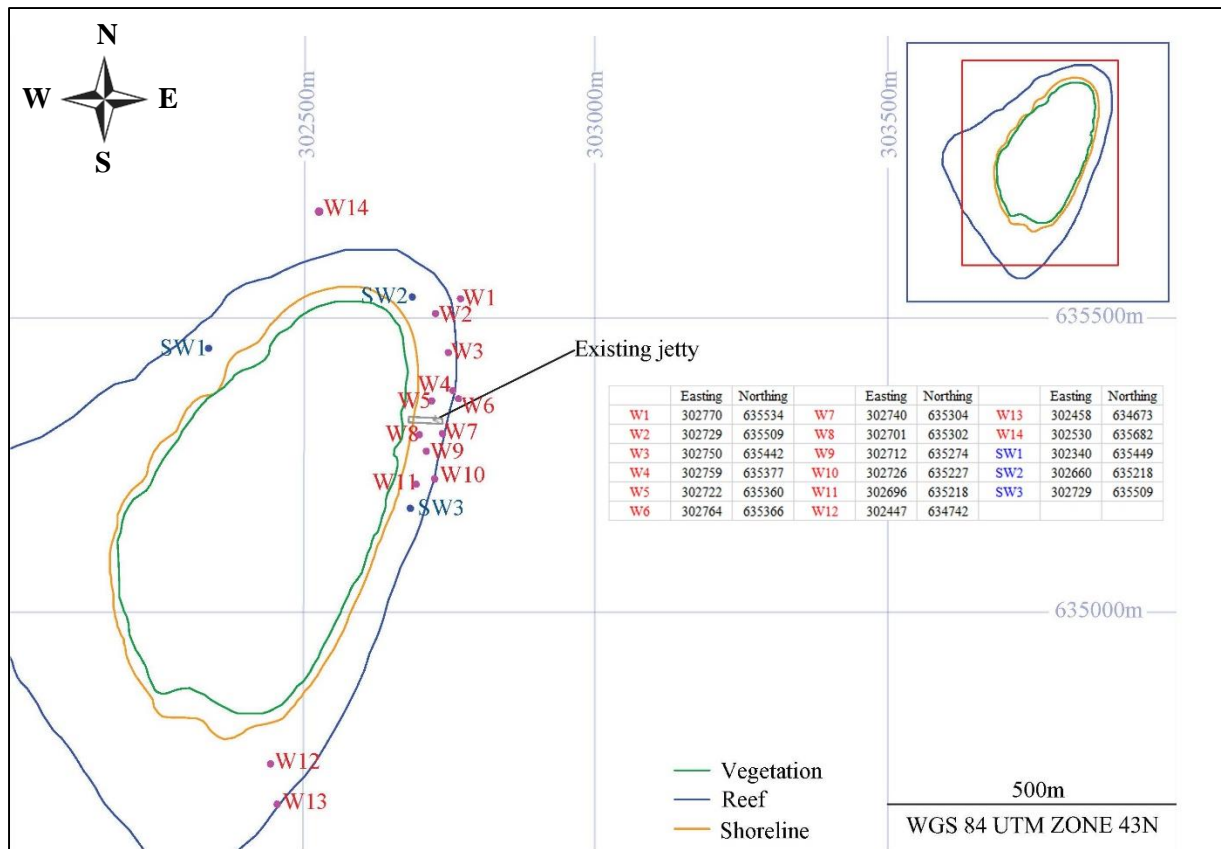 N
W E
S
302500m
303000m
303500m
W14
SW2
W1
W2
635500m
SW1
W3
Existing jetty
W4
W5
W6
W8
W7
W9
W11
W10
SW3
Easting Northing Easting Northing Easting Northing
W1 302770 635534 W7 302740 635304 W13 302458 634673
W2 302729 635509 W8 302701 635302 W14 302530 635682
W3 302750 635442 W9 302712 635274 SW1 302340 635449
W4 302759 635377 W10 302726 635227 SW2 302660 635218
W5 302722 635360 W11 302696 635218 SW3 302729 635509
W6 302764 635366 W12 302447 634742
635000m
W12
W13
Vegetation
Reef
Shoreline
500m
WGS 84 UTM ZONE 43N